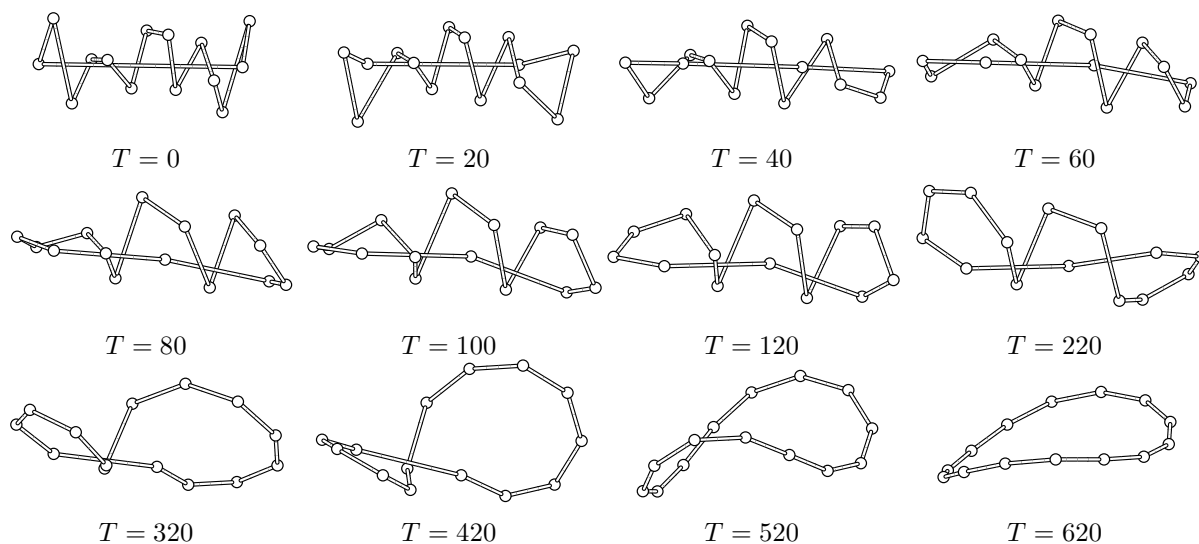 T = 0 T = 20 T = 40 T = 60
T = 80 T = 100 T = 120 T = 220
T = 320 T = 420 T = 520 T = 620